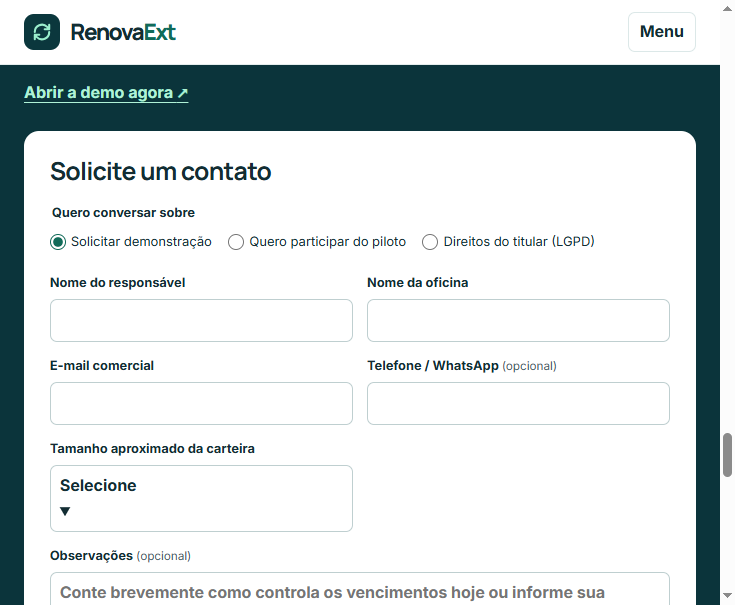 RenovaExt
Menu
Abrir a demo agora ↗
Solicite um contato
Quero conversar sobre
Solicitar demonstração Quero participar do piloto Direitos do titular (LGPD)
Nome do responsável Nome da oficina
E-mail comercial Telefone / WhatsApp (opcional)
Tamanho aproximado da carteira
Selecione
▼
Observações (opcional)
Conte brevemente como controla os vencimentos hoje ou informe sua